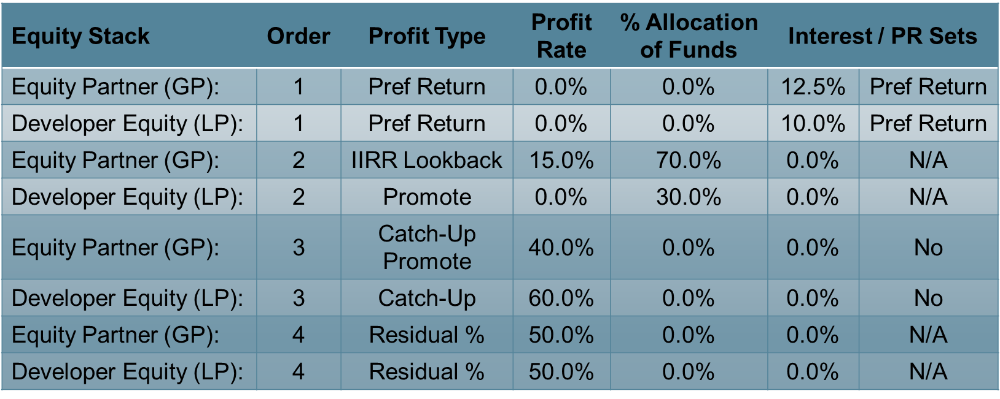 Equity Stack Order Profit Type Profit Rate % Allocation of Funds Interest / PR Sets
Equity Partner (GP): 1 Pref Return 0.0% 0.0% 12.5% Pref Return
Developer Equity (LP): 1 Pref Return 0.0% 0.0% 10.0% Pref Return
Equity Partner (GP): 2 IIRR Lookback 15.0% 70.0% 0.0% N/A
Developer Equity (LP): 2 Promote 0.0% 30.0% 0.0% N/A
Equity Partner (GP): 3 Catch-Up Promote 40.0% 0.0% 0.0% No
Developer Equity (LP): 3 Catch-Up 60.0% 0.0% 0.0% No
Equity Partner (GP): 4 Residual % 50.0% 0.0% 0.0% N/A
Developer Equity (LP): 4 Residual % 50.0% 0.0% 0.0% N/A